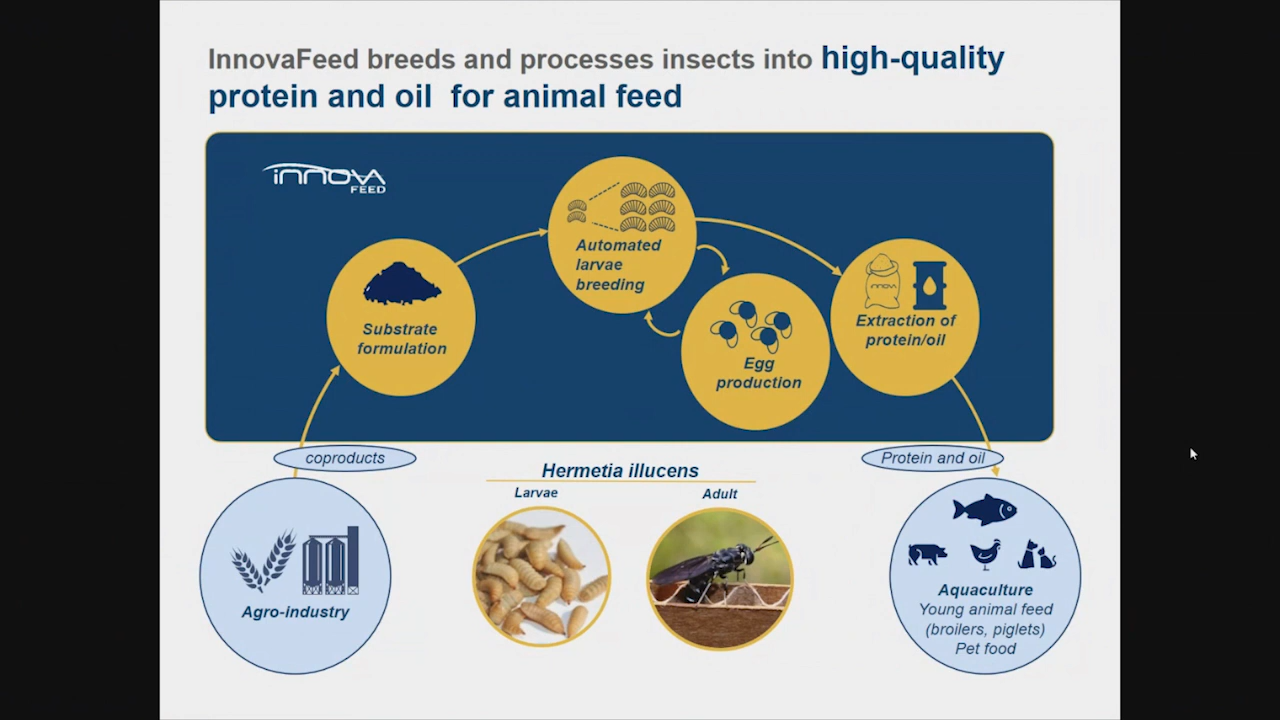 InnovaFeed breeds and processes insects into high-quality
protein and oil for animal feed
INNOVA
FEED
Automated
larvae
breeding
Substrate
formulation
Egg
production
Extraction of
protein/oil
coproducts
Protein and oil
Hermetia illucens
Larvae
Adult
Agro-industry
Aquaculture
Young animal feed
(broilers, piglets)
Pet food